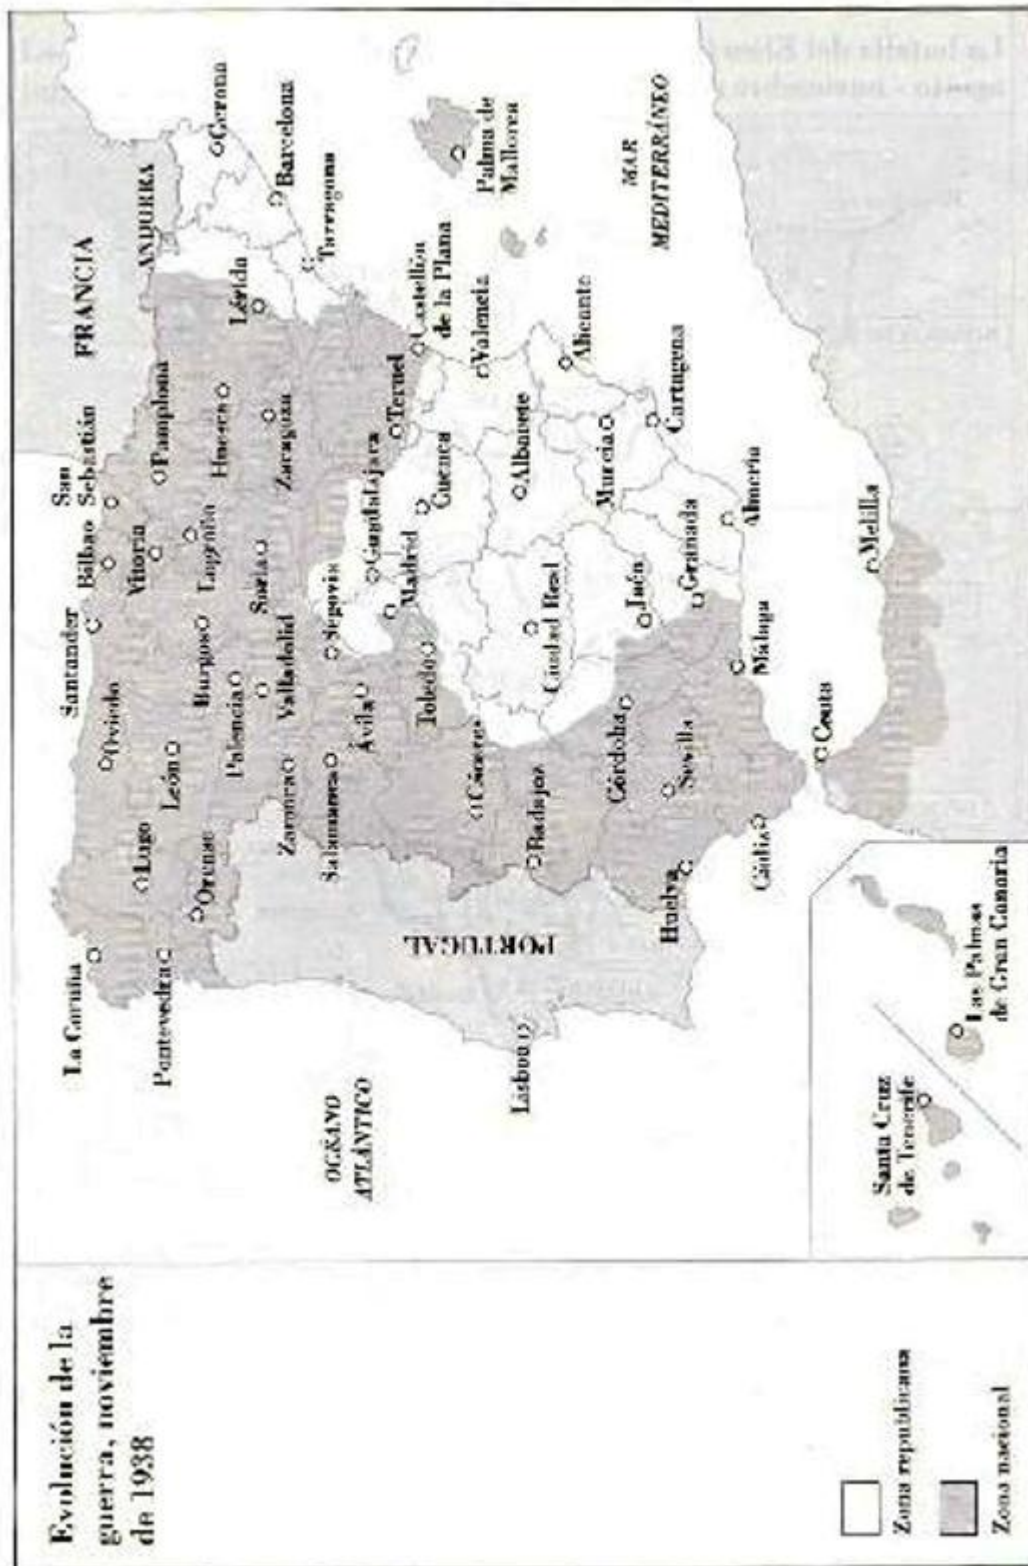 Evolución de la
guerra, noviembre
de 1938
Zona republicana
Zona nacional
FRANCIA
ANDORRA
PORTUGAL
OCÉANO
ATLÁNTICO
MAR
MEDITERRÁNEO
La Coruña
Lugo
Pontevedra
Orense
Oviedo
León
Santander
Bilbao
San
Sebastián
Vitoria
Pamplona
Logroño
Burgos
Palencia
Valladolid
Zamora
Salamanca
Soria
Huesca
Zaragoza
Lérida
Gerona
Barcelona
Tarragona
Segovia
Ávila
Guadalajara
Madrid
Toledo
Cuenca
Teruel
Castellón
de la Plana
Valencia
Palma de
Mallorca
Cáceres
Badajoz
Ciudad Real
Albacete
Alicante
Murcia
Cartagena
Córdoba
Jaén
Sevilla
Granada
Almería
Huelva
Málaga
Cádiz
Ceuta
Melilla
Lisboa
Santa Cruz
de Tenerife
Las Palmas
de Gran Canaria